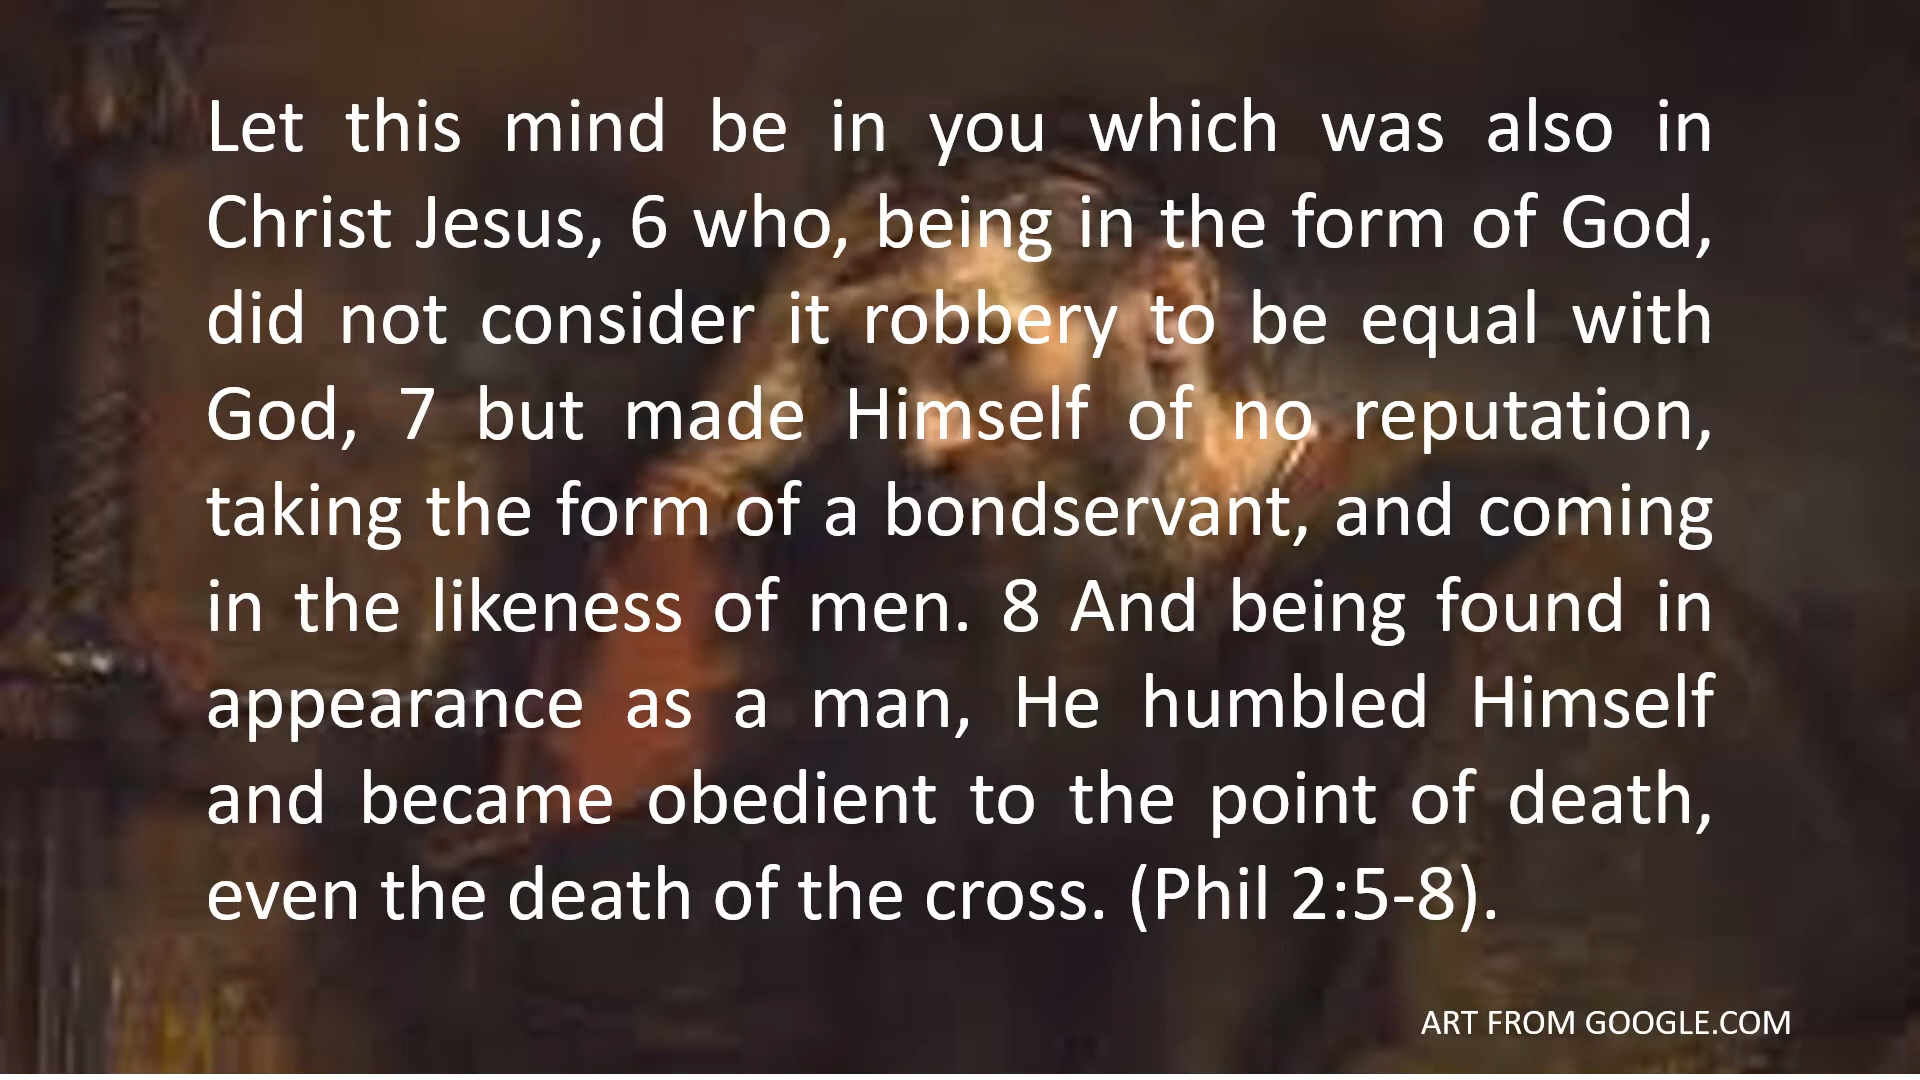 Let this mind be in you which was also in
Christ Jesus, 6 who, being in the form of God,
did not consider it robbery to be equal with
God, 7 but made Himself of no reputation,
taking the form of a bondservant, and coming
in the likeness of men. 8 And being found in
appearance as a man, He humbled Himself
and became obedient to the point of death,
even the death of the cross. (Phil 2:5-8).
ART FROM GOOGLE.COM